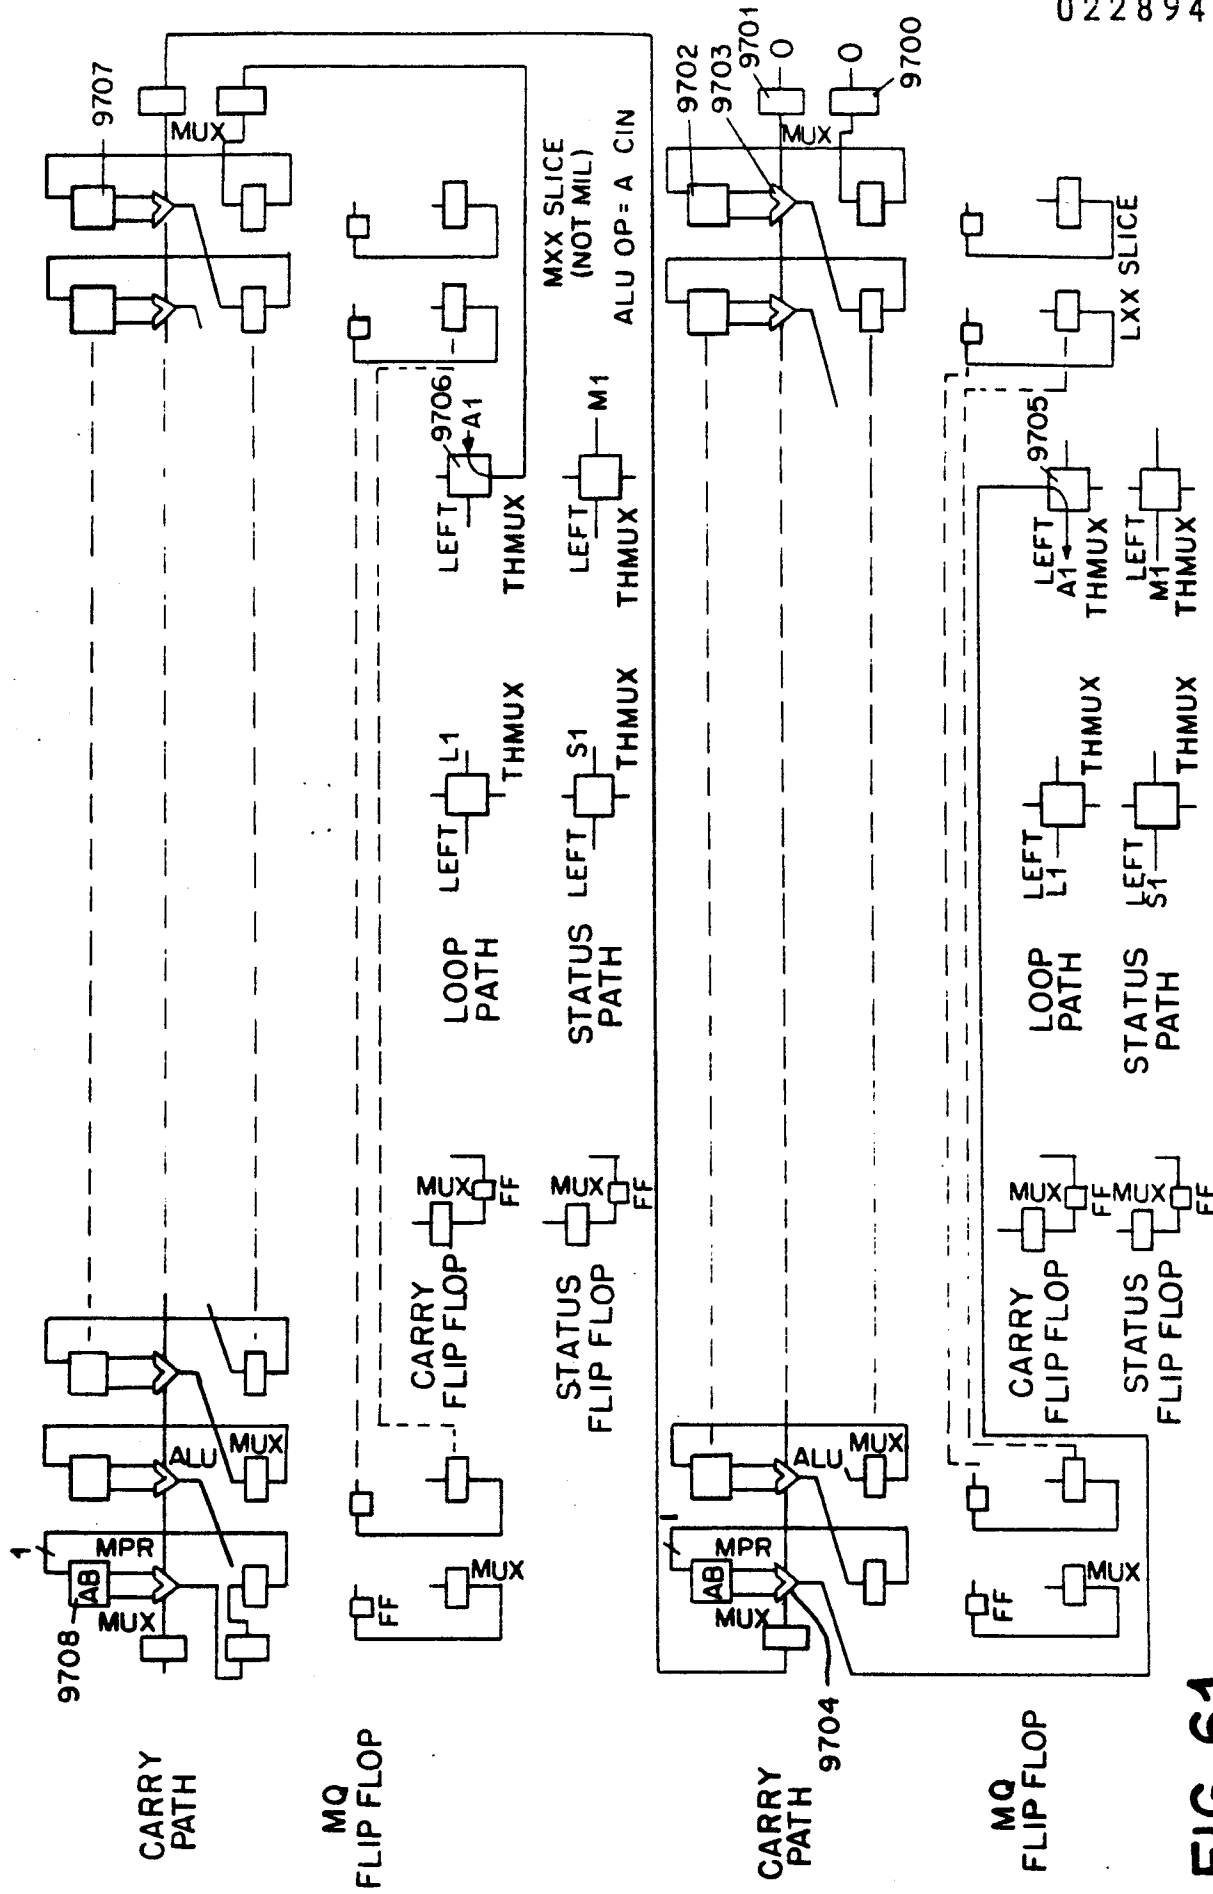 022894
9707
MUX
9708
1
AB
MPR
MUX
ALU
MUX
CARRY
PATH
MQ
FLIP FLOP
FF
MUX
CARRY
FLIP FLOP
MUX
FF
STATUS
FLIP FLOP
MUX
FF
LOOP
PATH
LEFT
L1
THMUX
STATUS
PATH
LEFT
S1
THMUX
LEFT
9706
A1
THMUX
LEFT
M1
THMUX
MXX SLICE
(NOT MIL)
ALU OP = A CIN
9702
9703
9701
0
0
9700
MUX
1
AB
MPR
MUX
ALU
MUX
9704
CARRY
PATH
MQ
FLIP FLOP
FF
MUX
CARRY
FLIP FLOP
MUX
FF
STATUS
FLIP FLOP
MUX
FF
LOOP
PATH
LEFT
L1
THMUX
STATUS
PATH
LEFT
S1
THMUX
LEFT
A1
9705
THMUX
LEFT
M1
THMUX
LXX SLICE
FIG. 61